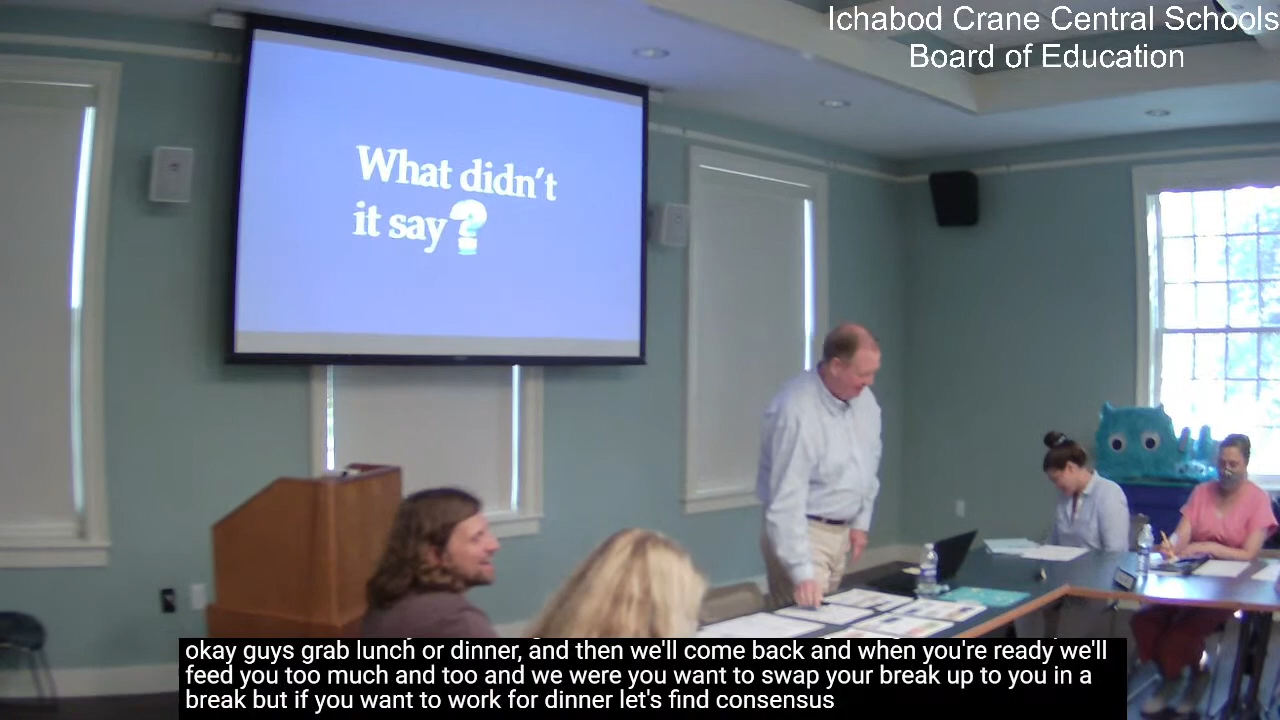 Ichabod Crane Central Schools
Board of Education
What didn't
it say?
okay guys grab lunch or dinner, and then we'll come back and when you're ready we'll
feed you too much and too and we were you want to swap your break up to you in a
break but if you want to work for dinner let's find consensus